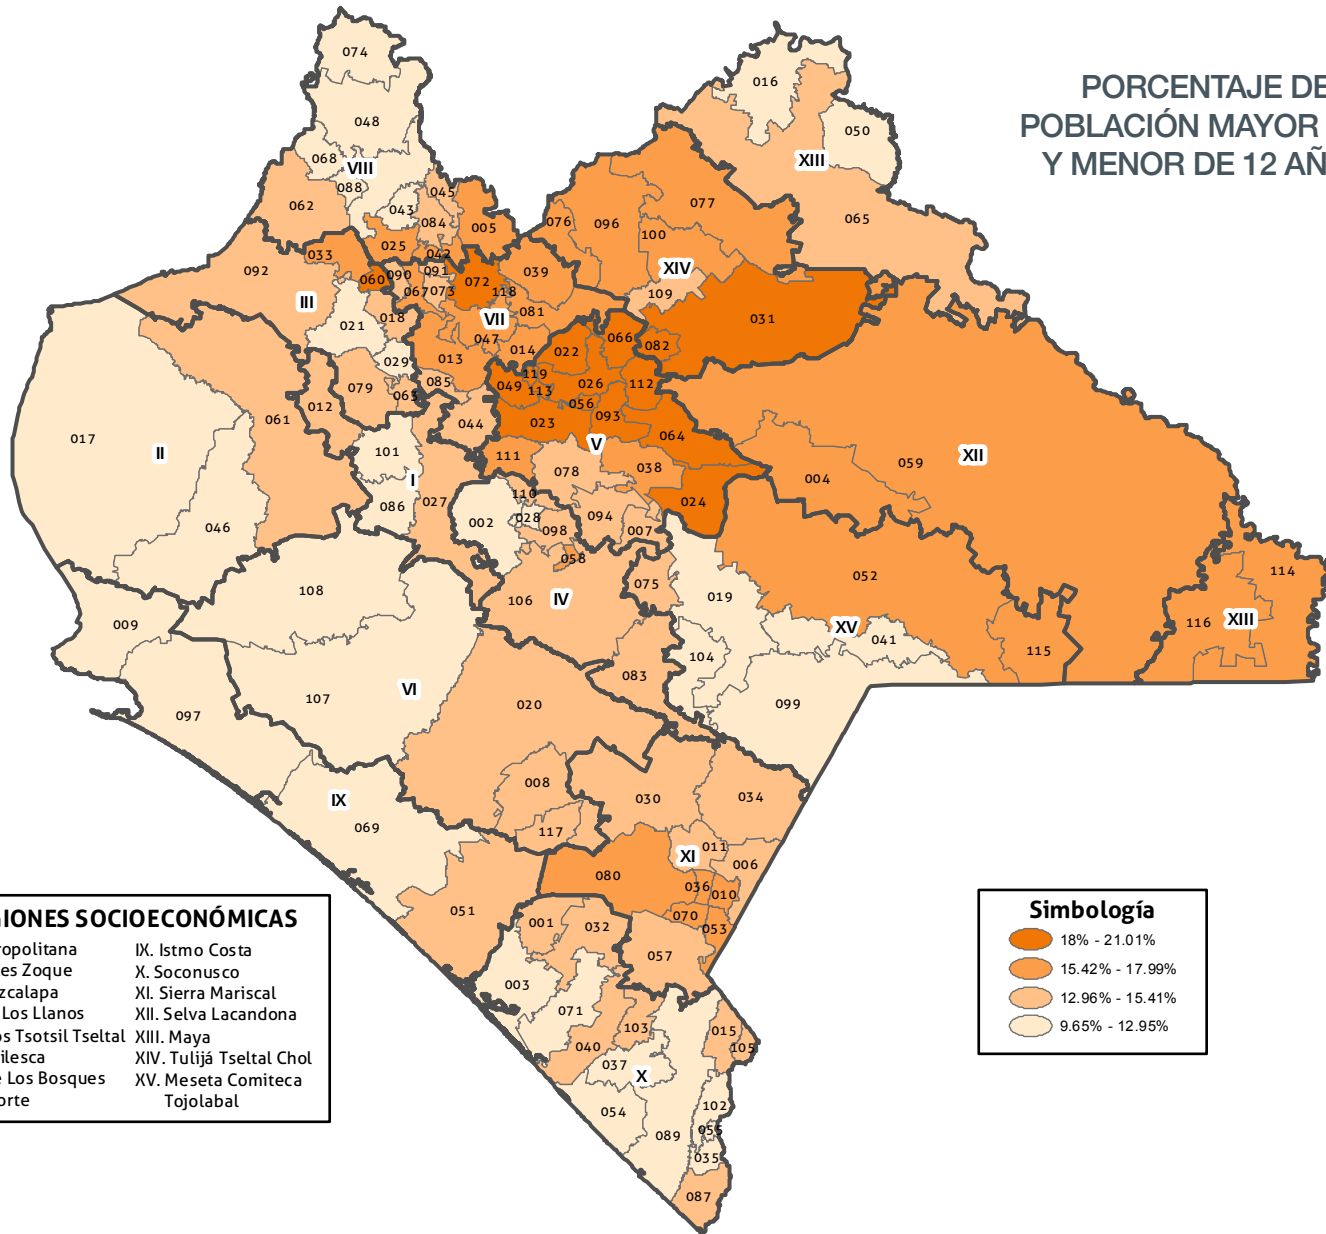 PORCENTAJE DE
POBLACIÓN MAYOR
Y MENOR DE 12 AÑ
074
016
048
050
068
VIII
XIII
088
045
062
043
077
084
005
076
096
065
025
100
033
042
092
091
039
XIV
060
090
072
067
073
118
109
III
081
018
VII
031
021
047
066
082
029
013
014
022
119
079
085
049
026
112
063
113
012
056
061
044
023
093
064
017
II
V
101
111
XII
I
078
038
059
004
110
086
027
024
002
028
094
046
098
007
058
114
108
075
052
106
IV
019
009
XV
116
XIII
041
104
115
083
VI
107
020
099
097
008
030
034
IX
069
117
011
XI
006
080
036
010
051
070
001
032
053
057
003
071
103
015
040
105
037
X
054
102
089
055
035
087
GIONES SOCIOECONÓMICAS
ropolitana
es Zoque
zcalapa
Los Llanos
os Tsotsil Tseltal
ilesca
e Los Bosques
orte
IX. Istmo Costa
X. Soconusco
XI. Sierra Mariscal
XII. Selva Lacandona
XIII. Maya
XIV. Tulijá Tseltal Chol
XV. Meseta Comiteca
Tojolabal
Simbología
18% - 21.01%
15.42% - 17.99%
12.96% - 15.41%
9.65% - 12.95%